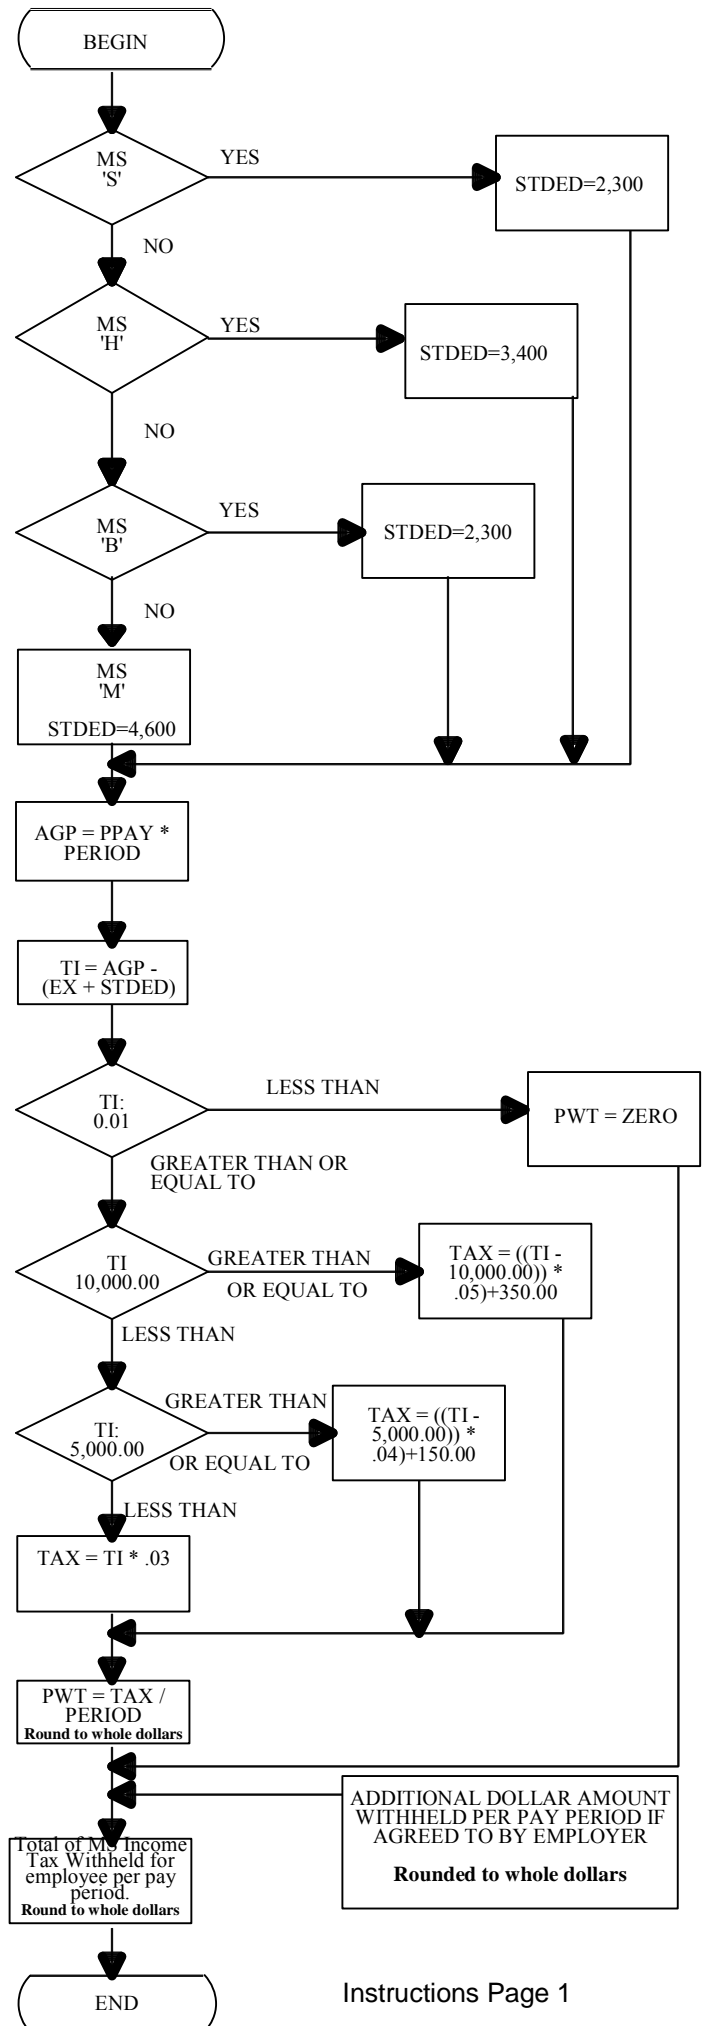 BEGIN
MS
'S'
YES
STDED=2,300
NO
MS
'H'
YES
STDED=3,400
NO
MS
'B'
YES
STDED=2,300
NO
MS
'M'
STDED=4,600
AGP = PPAY *
PERIOD
TI = AGP -
(EX + STDED)
TI:
0.01
LESS THAN
PWT = ZERO
GREATER THAN OR
EQUAL TO
TI
10,000.00
GREATER THAN
OR EQUAL TO
TAX = ((TI -
10,000.00)) *
.05)+350.00
LESS THAN
TI:
5,000.00
GREATER THAN
OR EQUAL TO
TAX = ((TI -
5,000.00)) *
.04)+150.00
LESS THAN
TAX = TI * .03
PWT = TAX /
PERIOD
Round to whole dollars
ADDITIONAL DOLLAR AMOUNT
WITHHELD PER PAY PERIOD IF
AGREED TO BY EMPLOYER
Rounded to whole dollars
Total of MS Income
Tax Withheld for
employee per pay
period.
Round to whole dollars
END
Instructions Page 1